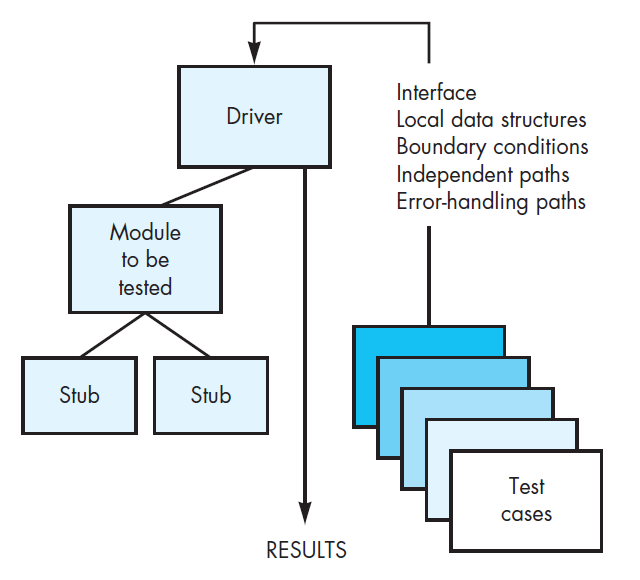 Driver
Interface
Local data structures
Boundary conditions
Independent paths
Error-handling paths
Module
to be
tested
Stub
Stub
Test
cases
RESULTS